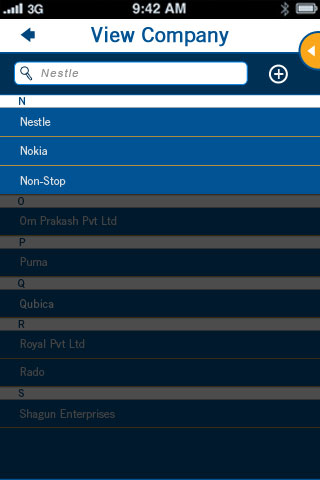 3G 9:42 AM
View Company
Nestle
N
Nestle
Nokia
Non-Stop
O
Om Prakash Pvt Ltd
P
Puma
Q
Qubica
R
Royal Pvt Ltd
Rado
S
Shagun Enterprises